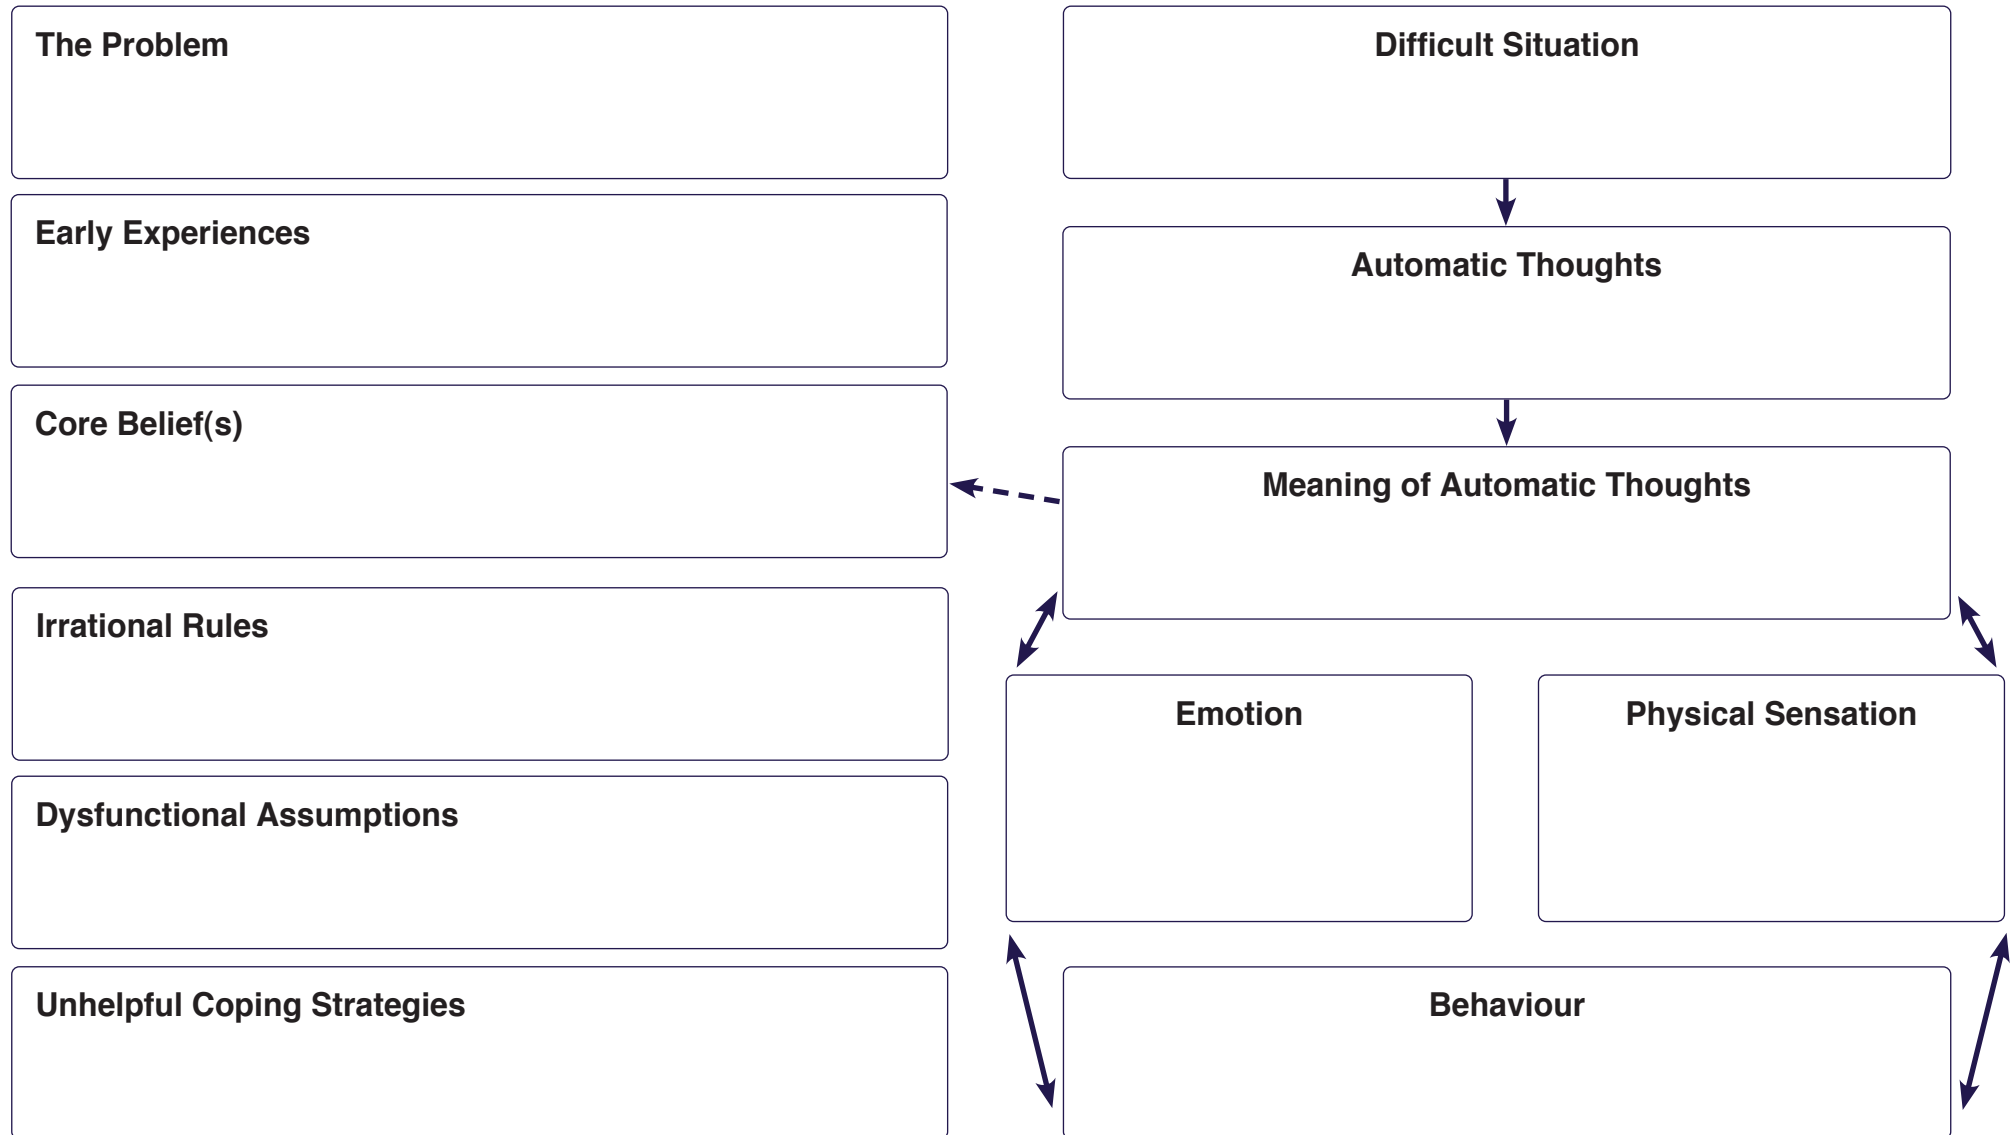 The Problem
Early Experiences
Core Belief(s)
Irrational Rules
Dysfunctional Assumptions
Unhelpful Coping Strategies
Difficult Situation
Automatic Thoughts
Meaning of Automatic Thoughts
Emotion
Physical Sensation
Behaviour